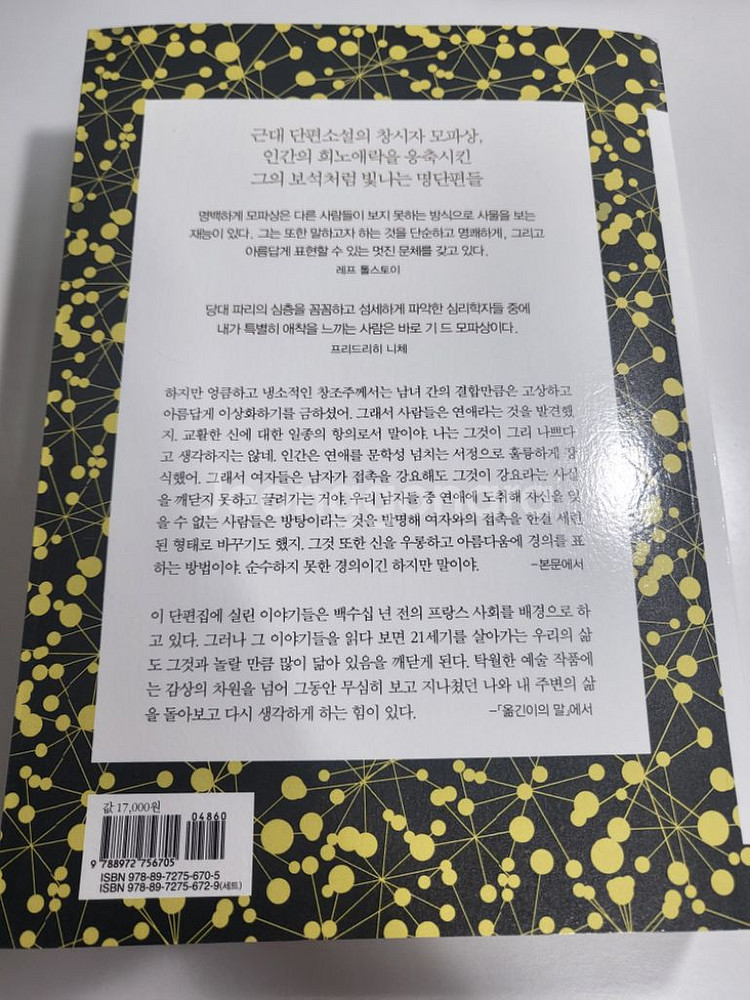 근대 단편소설의 창시자 모파상,
인간의 희노애락을 응축시킨
그의 보석처럼 빛나는 명단편들
명백하게 모파상은 다른 사람들이 보지 못하는 방식으로 사물을 보는
재능이 있다. 그는 또한 말하고자 하는 것을 단순하고 명쾌하게, 그리고
아름답게 표현할 수 있는 멋진 문체를 갖고 있다.
레프 톨스토이
당대 파리의 심층을 꼼꼼하고 섬세하게 파악한 심리학자들 중에
내가 특별히 애착을 느끼는 사람은 바로 기 드 모파상이다.
프리드리히 니체
하지만 엉큼하고 냉소적인 창조주께서는 남녀 간의 결합만큼은 고상하고
아름답게 이상화하기를 금하셨어. 그래서 사람들은 연애라는 것을 발견했
지. 교활한 신에 대한 일종의 항의로서 말이야. 나는 그것이 그리 나쁘다
고 생각하지는 않네. 인간은 연애를 문학성 넘치는 서정으로 훌륭하게 장
식했어. 그래서 여자들은 남자가 접촉을 강요해도 그것이 강요라는 사실
을 깨닫지 못하고 끌려가는 거야. 우리 남자들 중 연애에 도취해 자신을 잊
을 수 없는 사람들은 방탕이라는 것을 발명해 여자와의 접촉을 한결 세련
된 형태로 바꾸기도 했지. 그것 또한 신을 우롱하고 아름다움에 경의를 표
하는 방법이야. 순수하지 못한 경의이긴 하지만 말이야. –본문에서
이 단편집에 실린 이야기들은 백수십 년 전의 프랑스 사회를 배경으로 하
고 있다. 그러나 그 이야기들을 읽다 보면 21세기를 살아가는 우리의 삶
도 그것과 놀랄 만큼 많이 닮아 있음을 깨닫게 된다. 탁월한 예술 작품에
는 감상의 차원을 넘어 그동안 무심히 보고 지나쳤던 나와 내 주변의 삶
을 돌아보고 다시 생각하게 하는 힘이 있다. –「옮긴이의 말」에서
값 17,000원
04860
9 788972 756705
ISBN 978-89-7275-670-5
ISBN 978-89-7275-672-9(세트)